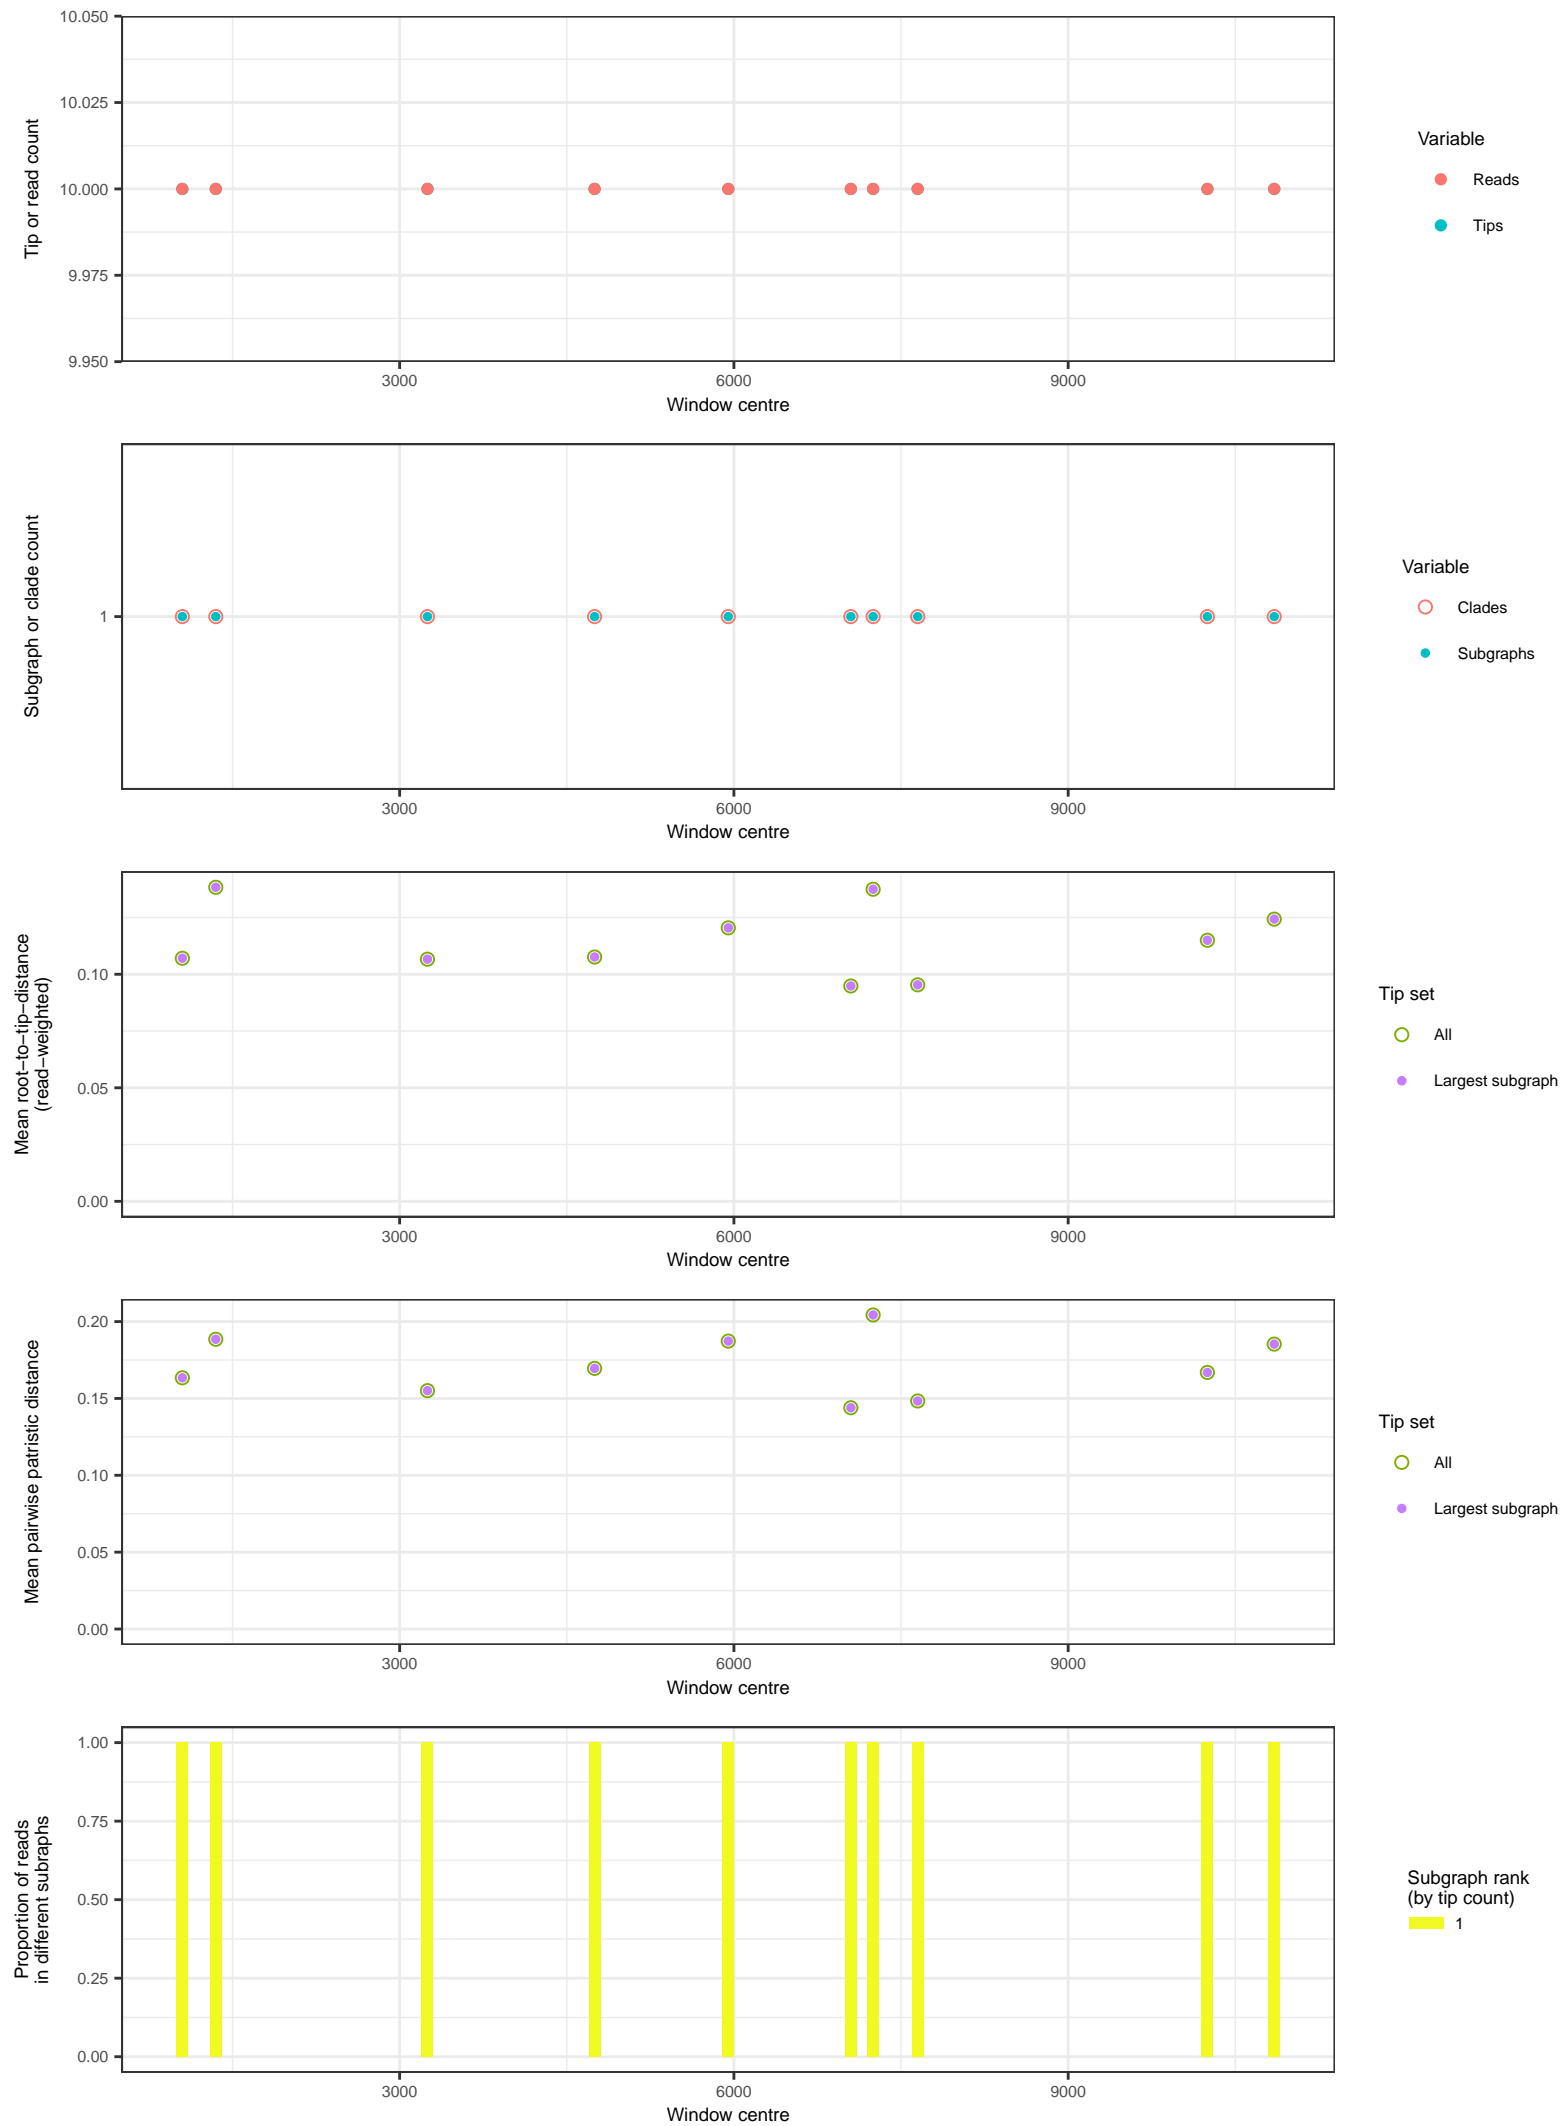 10.050
10.025
10.000
9.975
9.950
Tip or read count
3000 6000 9000
Window centre
Variable
Reads
Tips
Subgraph or clade count
1
3000 6000 9000
Window centre
Variable
Clades
Subgraphs
Mean root−to−tip−distance
(read−weighted)
0.10
0.05
0.00
3000 6000 9000
Window centre
Tip set
All
Largest subgraph
Mean pairwise patristic distance
0.20
0.15
0.10
0.05
0.00
3000 6000 9000
Window centre
Tip set
All
Largest subgraph
Proportion of reads
in different subraphs
1.00
0.75
0.50
0.25
0.00
3000 6000 9000
Window centre
Subgraph rank
(by tip count)
1